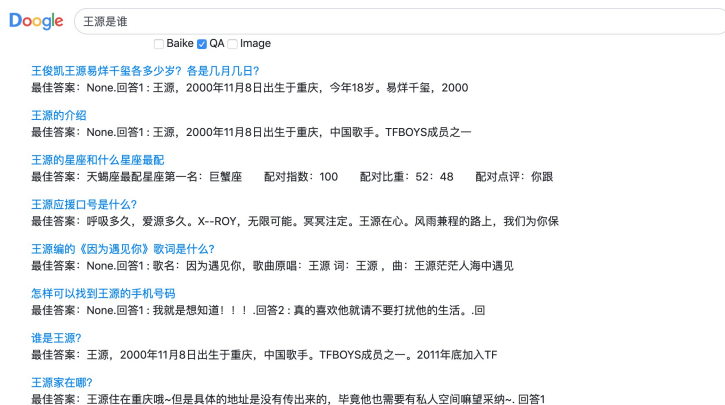 Doogle
王源是谁
Baike QA Image
王俊凯王源易烊千玺各多少岁？各是几月几日？
最佳答案：None.回答1 : 王源，2000年11月8日出生于重庆，今年18岁。易烊千玺，2000
王源的介绍
最佳答案：None.回答1 : 王源，2000年11月8日出生于重庆，中国歌手。TFBOYS成员之一
王源的星座和什么星座最配
最佳答案：天蝎座最配星座第一名：巨蟹座 配对指数：100 配对比重：52：48 配对点评：你跟
王源应援口号是什么？
最佳答案：呼吸多久，爱源多久。X--ROY，无限可能。冥冥注定。王源在心。风雨兼程的路上，我们为你保
王源编的《因为遇见你》歌词是什么？
最佳答案：None.回答1 : 歌名：因为遇见你，歌曲原唱：王源 词：王源 ，曲：王源茫茫人海中遇见
怎样可以找到王源的手机号码
最佳答案：None.回答1 : 我就是想知道！！！.回答2 : 真的喜欢他就请不要打扰他的生活。.回
谁是王源？
最佳答案：王源，2000年11月8日出生于重庆，中国歌手。TFBOYS成员之一。2011年底加入TF
王源家在哪？
最佳答案：王源住在重庆哦~但是具体的地址是没有传出来的，毕竟他也需要有私人空间嘛望采纳~. 回答1